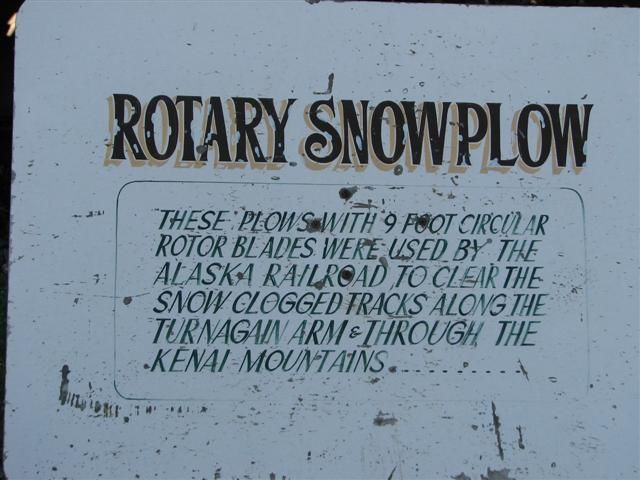 ROTARY SNOWPLOW
THESE PLOWS WITH 9 FOOT CIRCULAR
ROTOR BLADES WERE USED BY THE
ALASKA RAILROAD TO CLEAR THE
SNOW CLOGGED TRACKS ALONG THE
TURNAGAIN ARM & THROUGH THE
KENAI MOUNTAINS...........